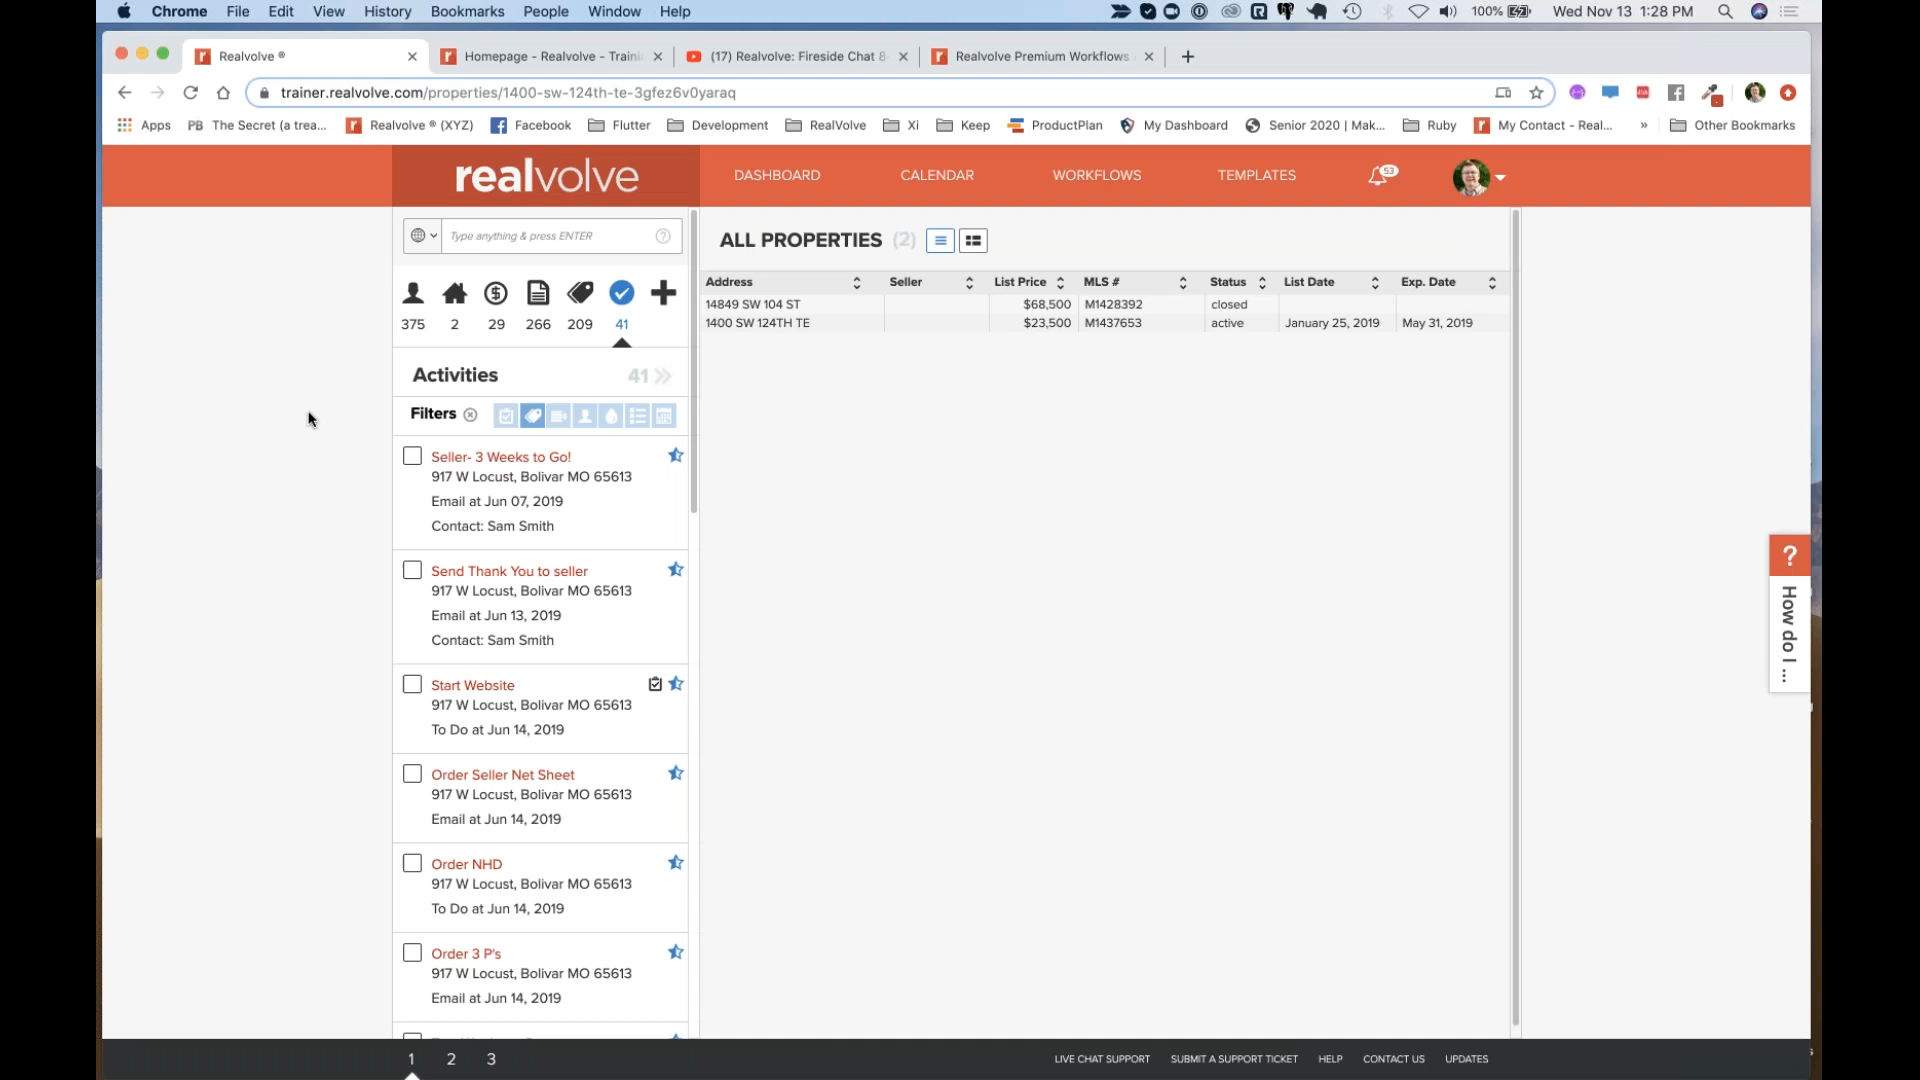 Chrome File Edit View History Bookmarks People Window Help 100% Wed Nov 13 1:28 PM
Realvolve ® Homepage - Realvolve - Traini (17) Realvolve: Fireside Chat 8- Realvolve Premium Workflows
trainer.realvolve.com/properties/1400-sw-124th-te-3gfez6v0yaraq
Apps PB The Secret (a trea... Realvolve ® (XYZ) Facebook Flutter Development RealVolve Xi Keep ProductPlan My Dashboard Senior 2020 | Mak... Ruby My Contact - Real... » Other Bookmarks
realvolve DASHBOARD CALENDAR WORKFLOWS TEMPLATES 53
Type anything & press ENTER
ALL PROPERTIES (2)
375 2 29 266 209 41
Address Seller List Price MLS # Status List Date Exp. Date
14849 SW 104 ST $68,500 M1428392 closed
1400 SW 124TH TE $23,500 M1437653 active January 25, 2019 May 31, 2019
Activities 41
Filters
Seller- 3 Weeks to Go!
917 W Locust, Bolivar MO 65613
Email at Jun 07, 2019
Contact: Sam Smith
Send Thank You to seller
917 W Locust, Bolivar MO 65613
Email at Jun 13, 2019
Contact: Sam Smith
Start Website
917 W Locust, Bolivar MO 65613
To Do at Jun 14, 2019
Order Seller Net Sheet
917 W Locust, Bolivar MO 65613
Email at Jun 14, 2019
Order NHD
917 W Locust, Bolivar MO 65613
To Do at Jun 14, 2019
Order 3 P's
917 W Locust, Bolivar MO 65613
Email at Jun 14, 2019
? How do I ...
1 2 3
LIVE CHAT SUPPORT SUBMIT A SUPPORT TICKET HELP CONTACT US UPDATES